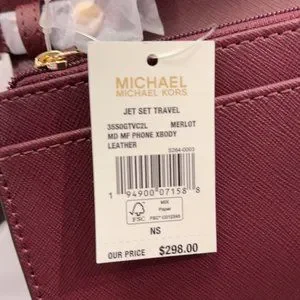 MICHAEL
MICHAEL KORS
JET SET TRAVEL
35S0GTVC2L MERLOT
MD MF PHONE XBODY
LEATHER
S264-0003
1 94900 07158 8
FSC
MIX
Paper
NS
OUR PRICE $298.00